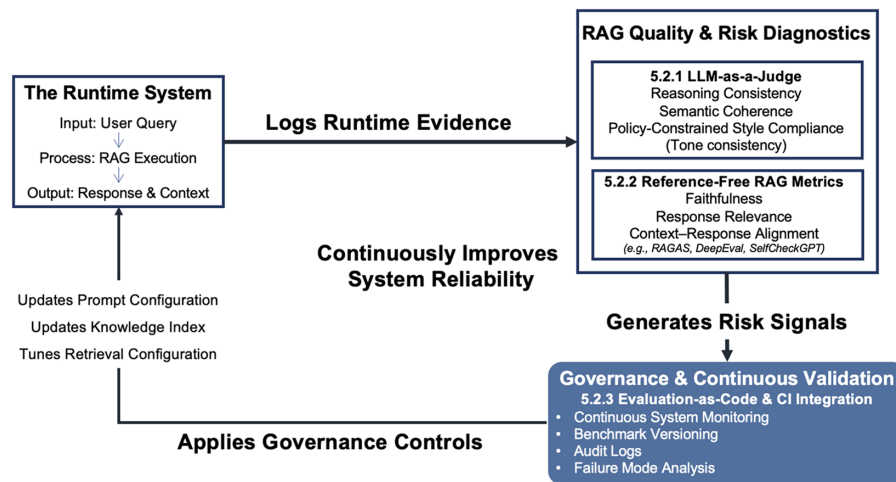 The Runtime System
Input: User Query
Process: RAG Execution
Output: Response & Context
Logs Runtime Evidence
RAG Quality & Risk Diagnostics
5.2.1 LLM-as-a-Judge
Reasoning Consistency
Semantic Coherence
Policy-Constrained Style Compliance
(Tone consistency)
5.2.2 Reference-Free RAG Metrics
Faithfulness
Response Relevance
Context–Response Alignment
(e.g., RAGAS, DeepEval, SelfCheckGPT)
Continuously Improves
System Reliability
Generates Risk Signals
Governance & Continuous Validation
5.2.3 Evaluation-as-Code & CI Integration
• Continuous System Monitoring
• Benchmark Versioning
• Audit Logs
• Failure Mode Analysis
Applies Governance Controls
Updates Prompt Configuration
Updates Knowledge Index
Tunes Retrieval Configuration